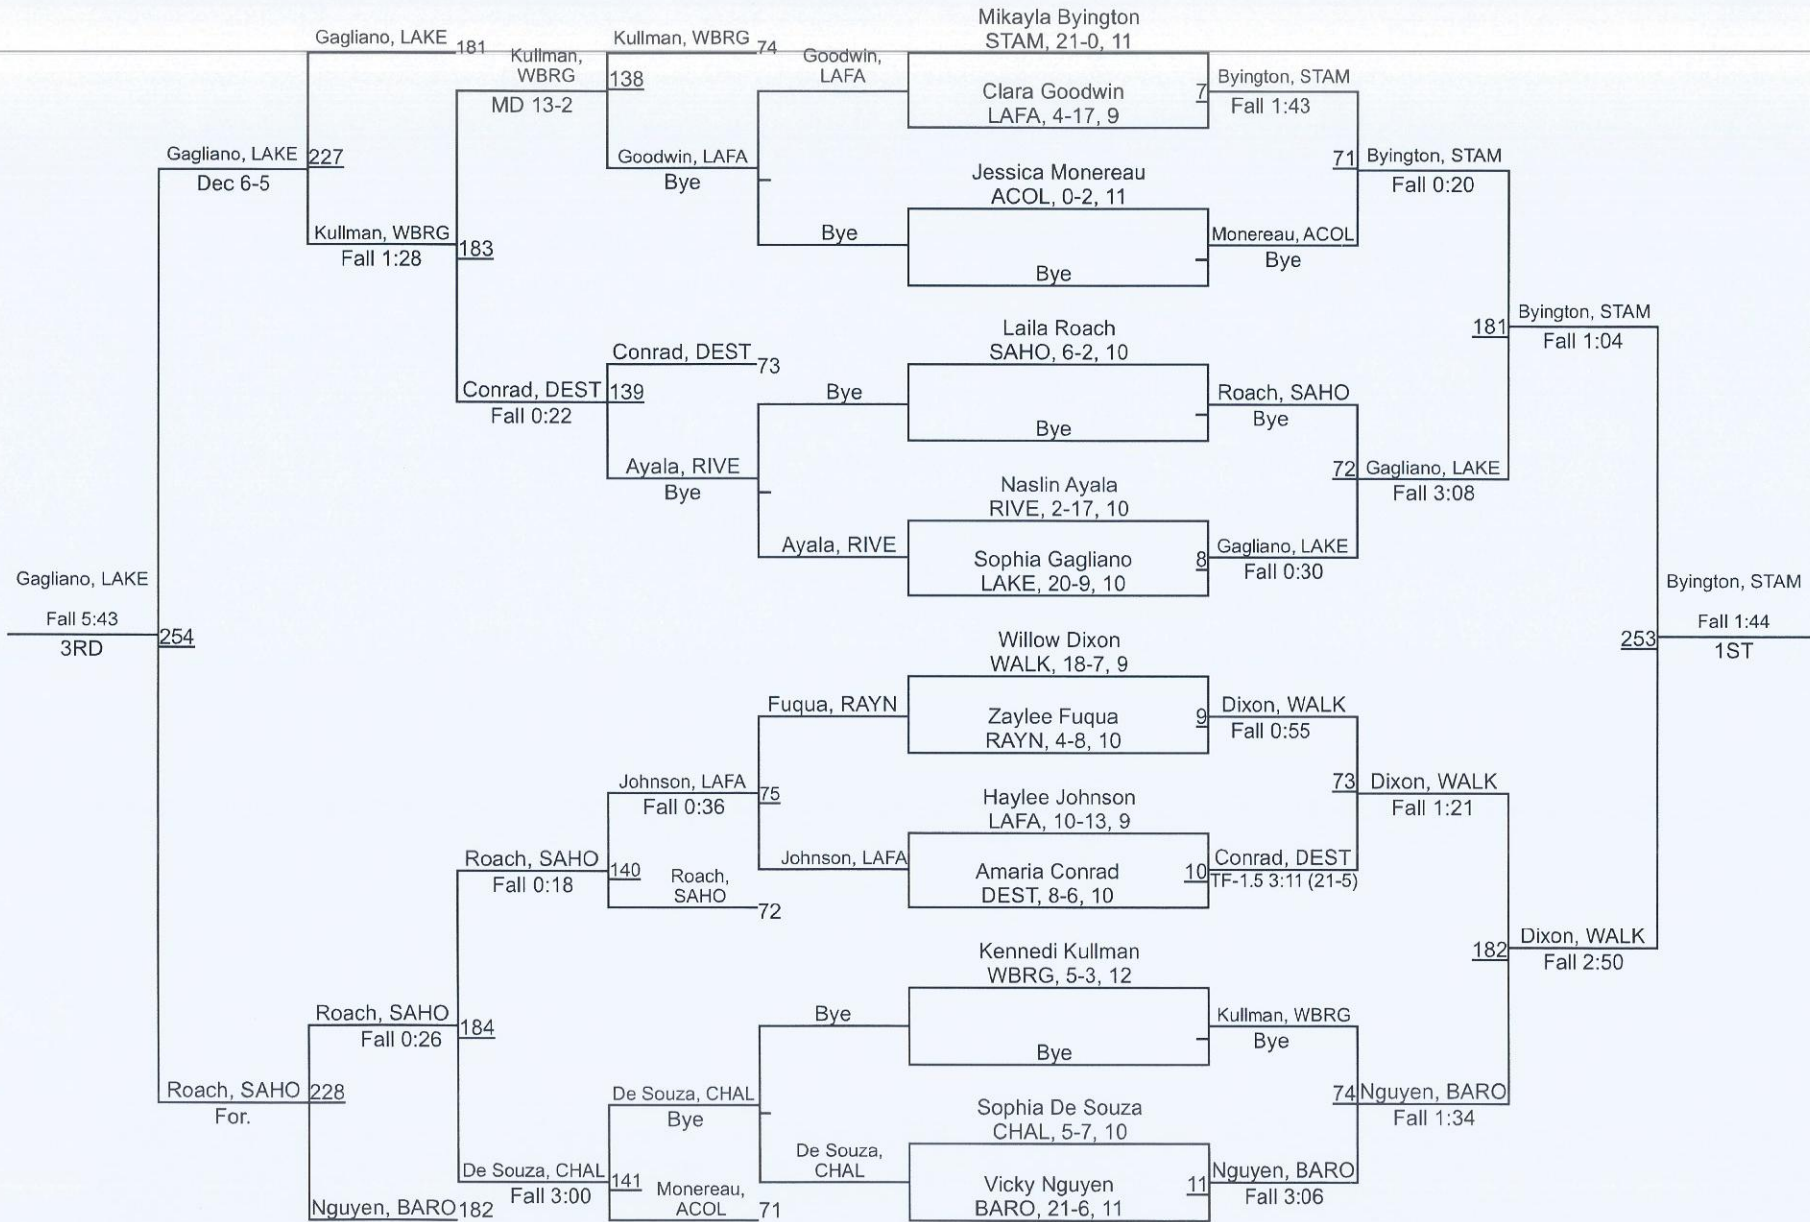 Mikayla Byington
STAM, 21-0, 11
Clara Goodwin
LAFA, 4-17, 9
7
Jessica Monereau
ACOL, 0-2, 11
Bye
Laila Roach
SAHO, 6-2, 10
Bye
Naslin Ayala
RIVE, 2-17, 10
Sophia Gagliano
LAKE, 20-9, 10
8
Willow Dixon
WALK, 18-7, 9
Zaylee Fuqua
RAYN, 4-8, 10
9
Haylee Johnson
LAFA, 10-13, 9
Amaria Conrad
DEST, 8-6, 10
10
Kennedi Kullman
WBRG, 5-3, 12
Bye
Sophia De Souza
CHAL, 5-7, 10
Vicky Nguyen
BARO, 21-6, 11
11
Byington, STAM
Fall 1:43
71
Monereau, ACOL
Bye
Roach, SAHO
Bye
72
Gagliano, LAKE
Fall 0:30
Dixon, WALK
Fall 0:55
73
Conrad, DEST
TF-1.5 3:11 (21-5)
Kullman, WBRG
Bye
74
Nguyen, BARO
Fall 3:06
Byington, STAM
Fall 0:20
181
Gagliano, LAKE
Fall 3:08
Dixon, WALK
Fall 1:21
182
Nguyen, BARO
Fall 1:34
Byington, STAM
Fall 1:04
253
Dixon, WALK
Fall 2:50
Byington, STAM
Fall 1:44
1ST
Goodwin,
LAFA
Bye
Bye
Ayala, RIVE
Fuqua, RAYN
75
Johnson, LAFA
Bye
De Souza,
CHAL
Kullman, WBRG
74
138
Goodwin, LAFA
Bye
Conrad, DEST
73
139
Ayala, RIVE
Bye
Johnson, LAFA
Fall 0:36
140
Roach,
SAHO
72
De Souza, CHAL
Bye
141
Monereau,
ACOL
71
Kullman,
WBRG
MD 13-2
183
Conrad, DEST
Fall 0:22
Roach, SAHO
Fall 0:18
184
De Souza, CHAL
Fall 3:00
Gagliano, LAKE
181
227
Kullman, WBRG
Fall 1:28
Roach, SAHO
Fall 0:26
228
Nguyen, BARO
182
Gagliano, LAKE
Dec 6-5
254
Roach, SAHO
For.
Gagliano, LAKE
Fall 5:43
3RD